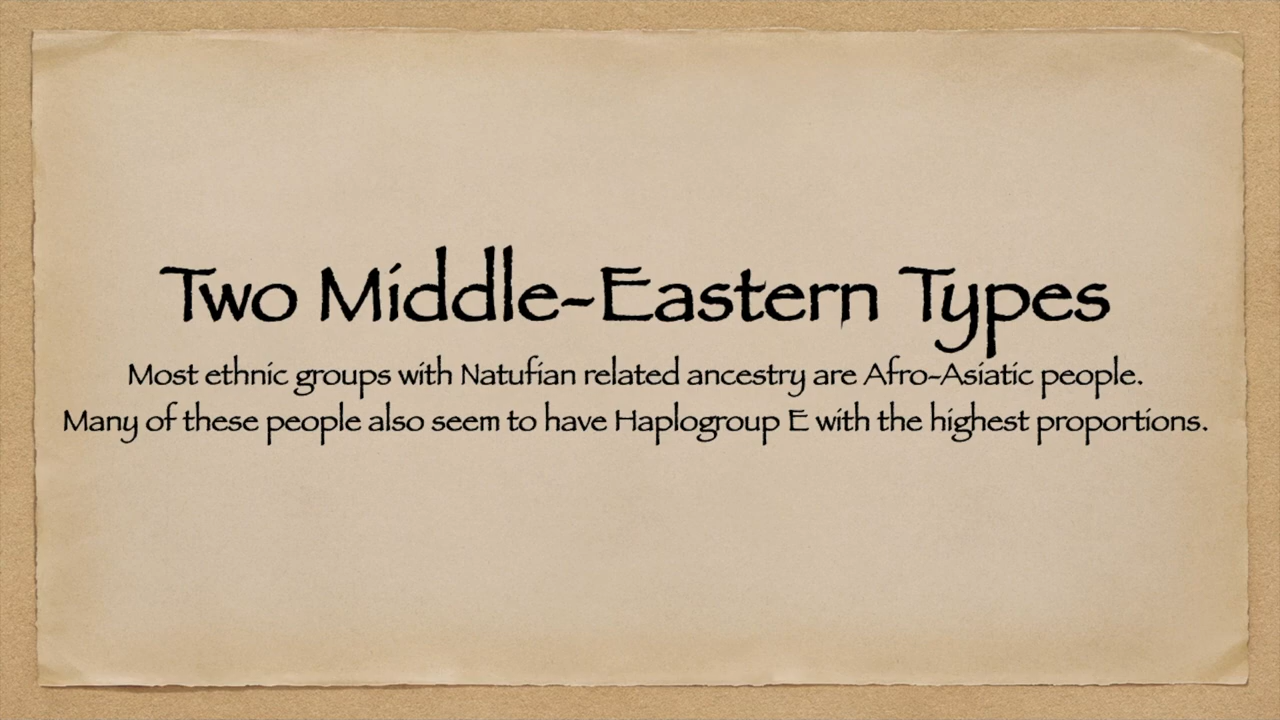 Two Middle-Eastern Types
Most ethnic groups with Natufian related ancestry are Afro-Asiatic people.
Many of these people also seem to have Haplogroup E with the highest proportions.